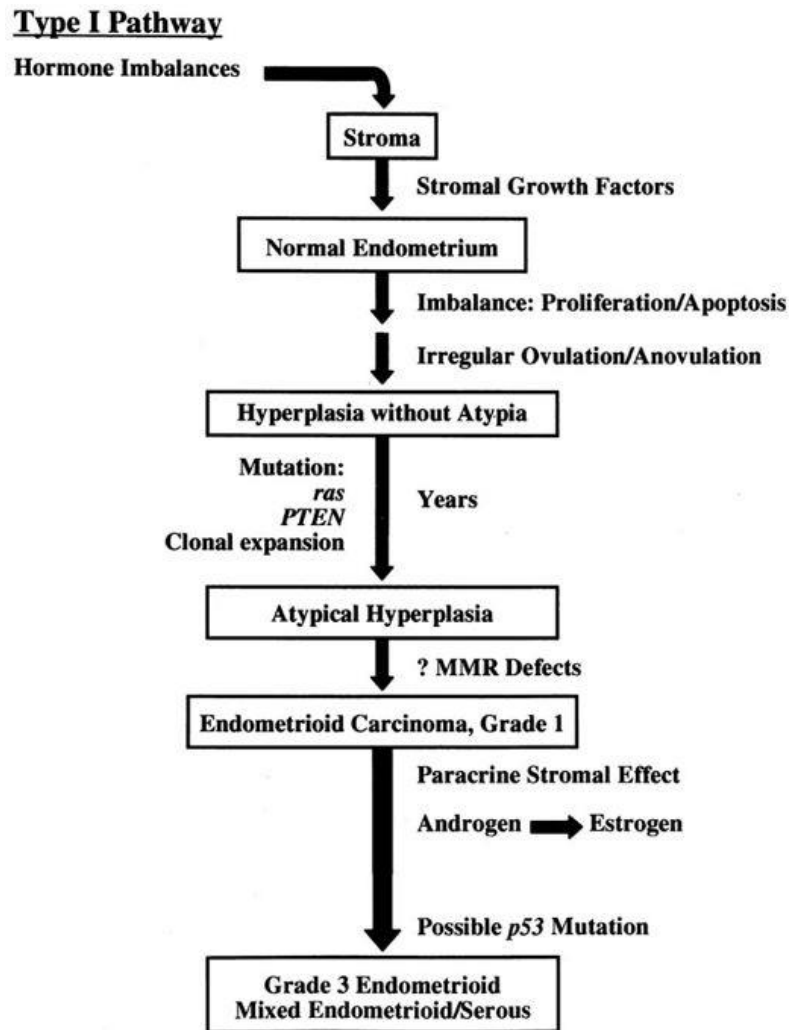 Type I Pathway
Hormone Imbalances
Stroma
Stromal Growth Factors
Normal Endometrium
Imbalance: Proliferation/Apoptosis
Irregular Ovulation/Anovulation
Hyperplasia without Atypia
Mutation:
ras
PTEN
Clonal expansion
Years
Atypical Hyperplasia
? MMR Defects
Endometrioid Carcinoma, Grade 1
Paracrine Stromal Effect
Androgen Estrogen
Possible p53 Mutation
Grade 3 Endometrioid
Mixed Endometrioid/Serous